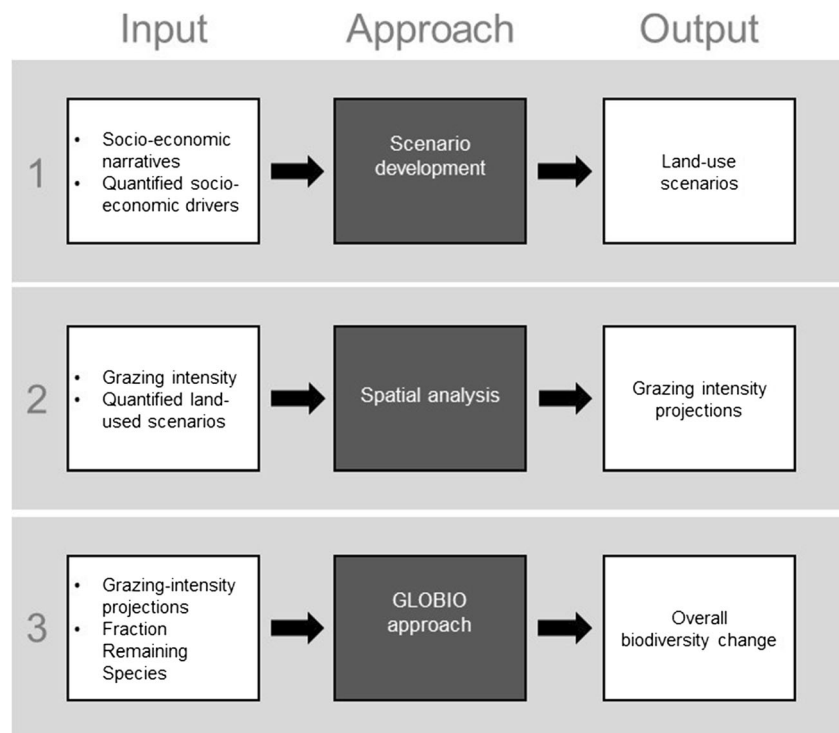 Input Approach Output
1
• Socio-economic
narratives
• Quantified socio-
economic drivers
Scenario
development
Land-use
scenarios
2
• Grazing intensity
• Quantified land-
used scenarios
Spatial analysis
Grazing intensity
projections
3
• Grazing-intensity
projections
• Fraction
Remaining
Species
GLOBIO
approach
Overall
biodiversity change